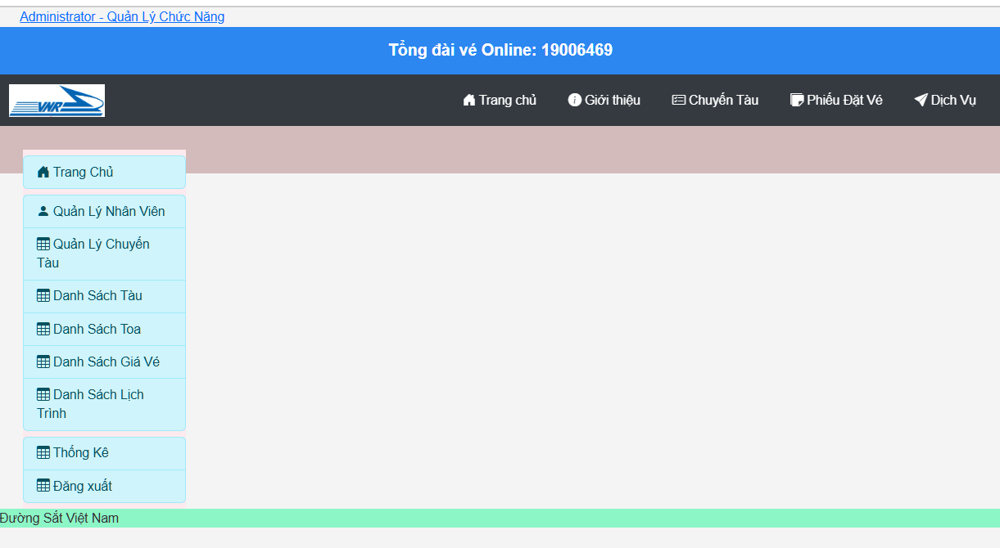 Administrator - Quản Lý Chức Năng
Tổng đài vé Online: 19006469
VNR
Trang chủ
Giới thiệu
Chuyến Tàu
Phiếu Đặt Vé
Dịch Vụ
Trang Chủ
Quản Lý Nhân Viên
Quản Lý Chuyến
Tàu
Danh Sách Tàu
Danh Sách Toa
Danh Sách Giá Vé
Danh Sách Lịch
Trình
Thống Kê
Đăng xuất
Đường Sắt Việt Nam